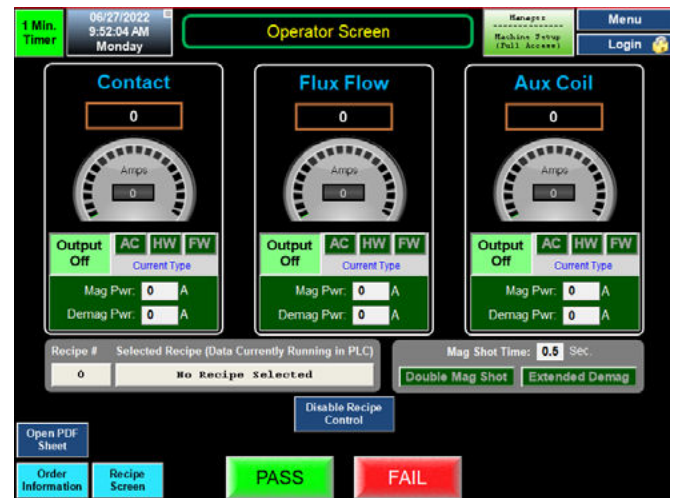 1 Min.
Timer
06/27/2022
9:52:04 AM
Monday
Operator Screen
Manager
Machine Setup
(Full Access)
Menu
Login
Contact
0
Amps
0
Output
Off
AC HW FW
Current Type
Mag Pwr: 0 A
Demag Pwr: 0 A
Flux Flow
0
Amps
0
Output
Off
AC HW FW
Current Type
Mag Pwr: 0 A
Demag Pwr: 0 A
Aux Coil
0
Amps
0
Output
Off
AC HW FW
Current Type
Mag Pwr: 0 A
Demag Pwr: 0 A
Recipe # Selected Recipe (Data Currently Running in PLC)
0 No Recipe Selected
Mag Shot Time: 0.5 Sec.
Double Mag Shot Extended Demag
Disable Recipe
Control
Open PDF
Sheet
Order
Information
Recipe
Screen
PASS
FAIL